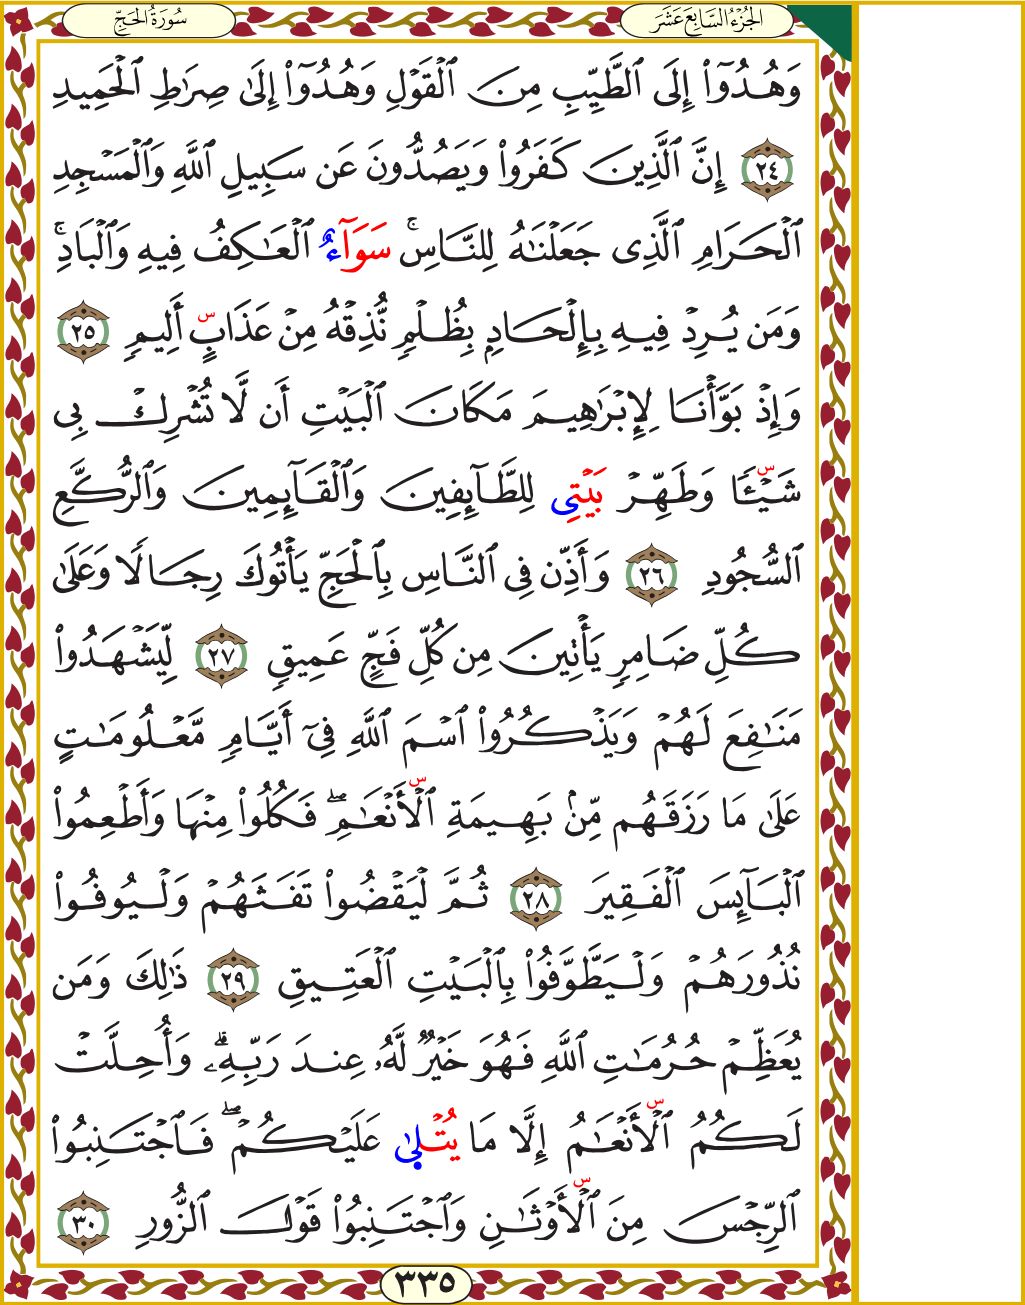 سُورَةُ الحَجِّ
الجُزْءُ السَّابِعَ عَشَرَ
وَهُدُوٓاْ إِلَى ٱلطَّيِّبِ مِنَ ٱلۡقَوۡلِ وَهُدُوٓاْ إِلَىٰ صِرَٰطِ ٱلۡحَمِيدِ
٢٤ إِنَّ ٱلَّذِينَ كَفَرُواْ وَيَصُدُّونَ عَن سَبِيلِ ٱللَّهِ وَٱلۡمَسۡجِدِ
ٱلۡحَرَامِ ٱلَّذِى جَعَلۡنَٰهُ لِلنَّاسِۚ سَوَآءٌ ٱلۡعَٰكِفُ فِيهِ وَٱلۡبَادِۚ
وَمَن يُرِدۡ فِيهِ بِإِلۡحَادِۭ بِظُلۡمٖ نُّذِقۡهُ مِنۡ عَذَابٍ أَلِيمٖ ٢٥
وَإِذۡ بَوَّأۡنَا لِإِبۡرَٰهِيمَ مَكَانَ ٱلۡبَيۡتِ أَن لَّا تُشۡرِكۡ بِى
شَيۡـٔٗا وَطَهِّرۡ بَيۡتِى لِلطَّآئِفِينَ وَٱلۡقَآئِمِينَ وَٱلرُّكَّعِ
ٱلسُّجُودِ ٢٦ وَأَذِّن فِى ٱلنَّاسِ بِٱلۡحَجِّ يَأۡتُوكَ رِجَالٗا وَعَلَىٰ
كُلِّ ضَامِرٖ يَأۡتِينَ مِن كُلِّ فَجٍّ عَمِيقٖ ٢٧ لِّيَشۡهَدُواْ
مَنَٰفِعَ لَهُمۡ وَيَذۡكُرُواْ ٱسۡمَ ٱللَّهِ فِىٓ أَيَّامٖ مَّعۡلُومَٰتٍ
عَلَىٰ مَا رَزَقَهُم مِّنۢ بَهِيمَةِ ٱلۡأَنۡعَٰمِۖ فَكُلُواْ مِنۡهَا وَأَطۡعِمُواْ
ٱلۡبَآئِسَ ٱلۡفَقِيرَ ٢٨ ثُمَّ لۡيَقۡضُواْ تَفَثَهُمۡ وَلۡيُوفُواْ
نُذُورَهُمۡ وَلۡيَطَّوَّفُواْ بِٱلۡبَيۡتِ ٱلۡعَتِيقِ ٢٩ ذَٰلِكَ وَمَن
يُعَظِّمۡ حُرُمَٰتِ ٱللَّهِ فَهُوَ خَيۡرٞ لَّهُۥ عِندَ رَبِّهِۦۗ وَأُحِلَّتۡ
لَكُمُ ٱلۡأَنۡعَٰمُ إِلَّا مَا يُتۡلَىٰ عَلَيۡكُمۡۖ فَٱجۡتَنِبُواْ
ٱلرِّجۡسَ مِنَ ٱلۡأَوۡثَٰنِ وَٱجۡتَنِبُواْ قَوۡلَ ٱلزُّورِ ٣٠
٣٣٥